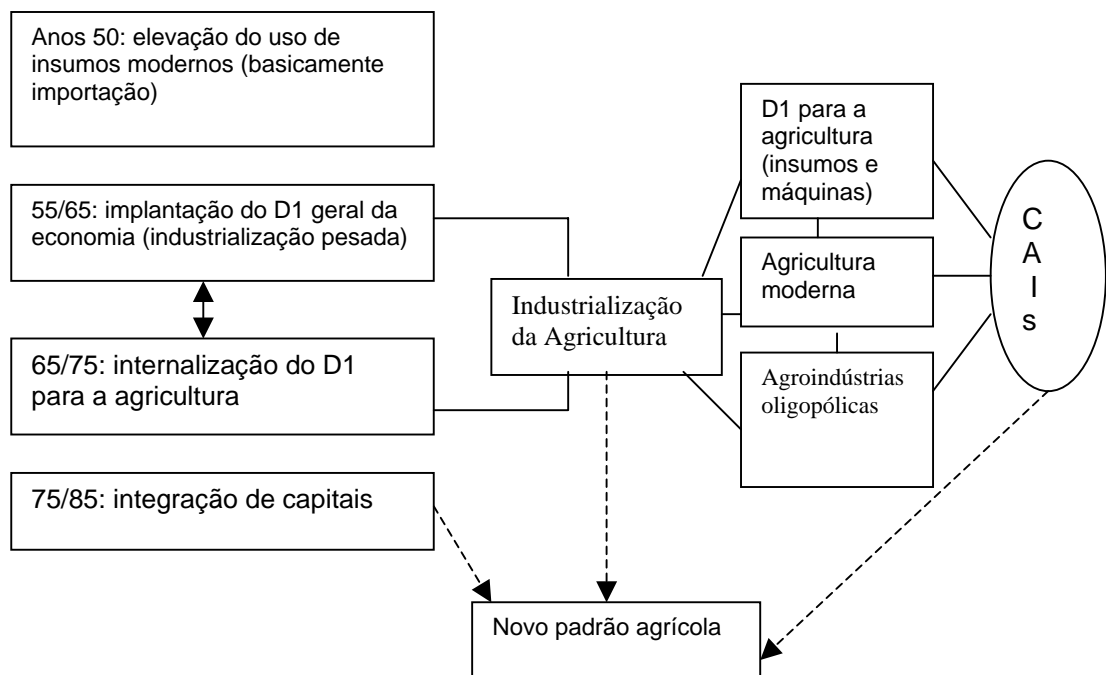 Anos 50: elevação do uso de
insumos modernos (basicamente
importação)
55/65: implantação do D1 geral da
economia (industrialização pesada)
65/75: internalização do D1
para a agricultura
75/85: integração de capitais
Industrialização
da Agricultura
D1 para a
agricultura
(insumos e
máquinas)
Agricultura
moderna
Agroindústrias
oligopólicas
C
A
I
s
Novo padrão agrícola